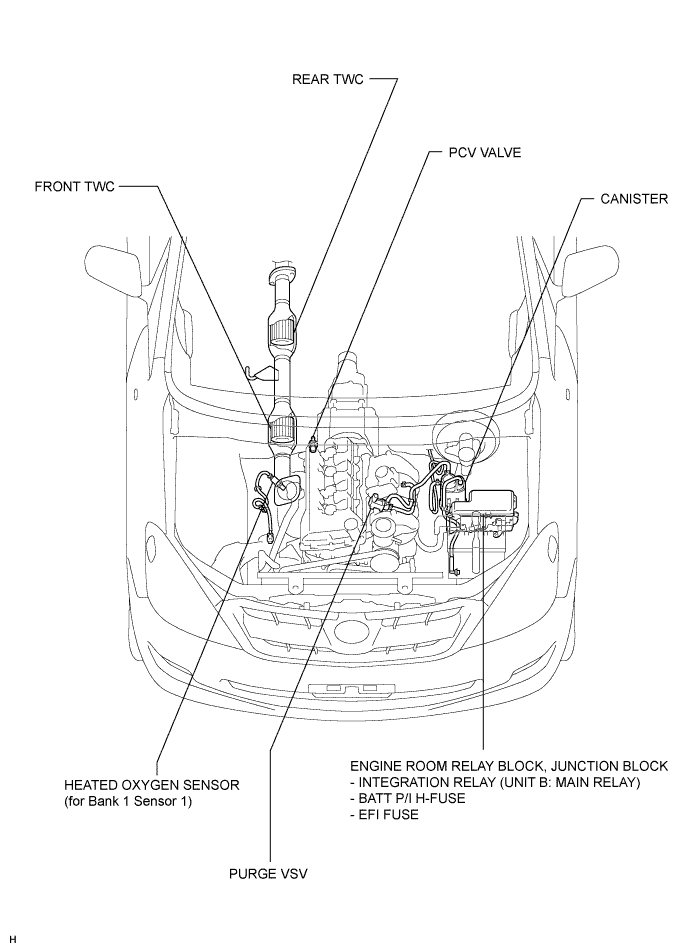 REAR TWC
PCV VALVE
FRONT TWC
CANISTER
HEATED OXYGEN SENSOR
(for Bank 1 Sensor 1)
ENGINE ROOM RELAY BLOCK, JUNCTION BLOCK
- INTEGRATION RELAY (UNIT B: MAIN RELAY)
- BATT P/I H-FUSE
- EFI FUSE
PURGE VSV
H